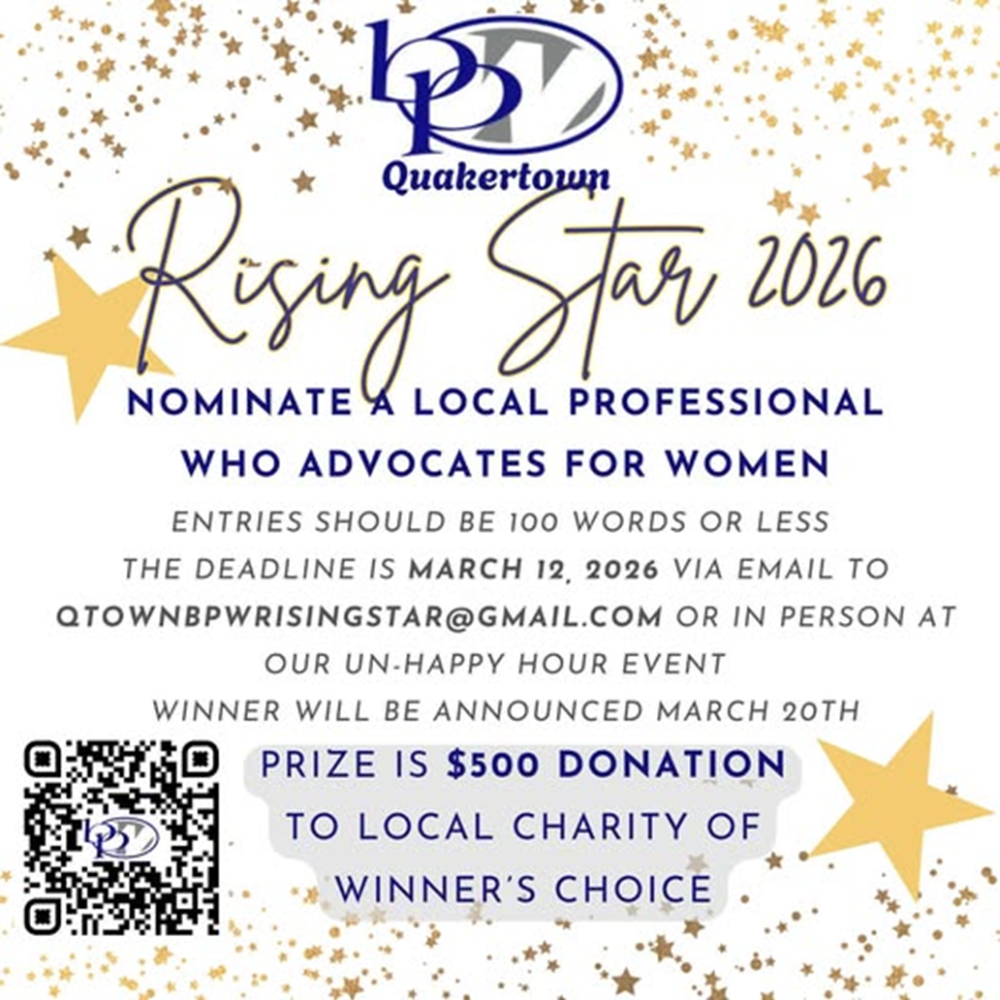 bpw
Quakertown
Rising Star 2026
NOMINATE A LOCAL PROFESSIONAL
WHO ADVOCATES FOR WOMEN
ENTRIES SHOULD BE 100 WORDS OR LESS
THE DEADLINE IS MARCH 12, 2026 VIA EMAIL TO
QTOWNBPWRISINGSTAR@GMAIL.COM OR IN PERSON AT
OUR UN-HAPPY HOUR EVENT
WINNER WILL BE ANNOUNCED MARCH 20TH
PRIZE IS $500 DONATION
TO LOCAL CHARITY OF
WINNER'S CHOICE
bpw